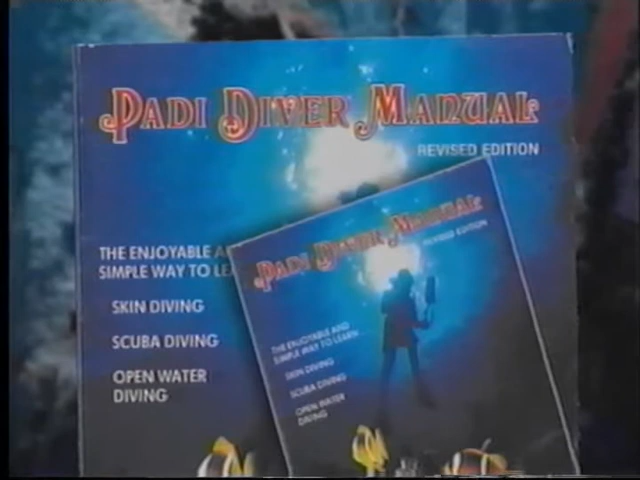 PADI DIVER MANUAL
REVISED EDITION
THE ENJOYABLE A
SIMPLE WAY TO LE
SKIN DIVING
SCUBA DIVING
OPEN WATER
DIVING
PADI DIVER MANUAL
REVISED EDITION
THE ENJOYABLE AND
SIMPLE WAY TO LEARN
SKIN DIVING
SCUBA DIVING
OPEN WATER
DIVING